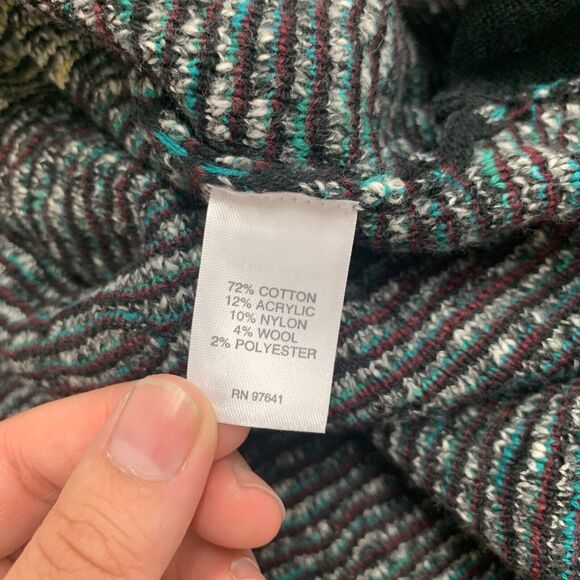 72% COTTON
12% ACRYLIC
10% NYLON
4% WOOL
2% POLYESTER
RN 97641